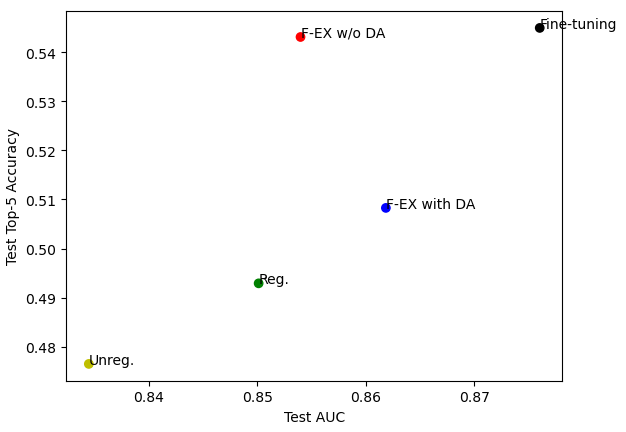 Fine-tuning
F-EX w/o DA
F-EX with DA
Reg.
Unreg.
Test Top-5 Accuracy
0.54
0.53
0.52
0.51
0.50
0.49
0.48
0.84 0.85 0.86 0.87
Test AUC